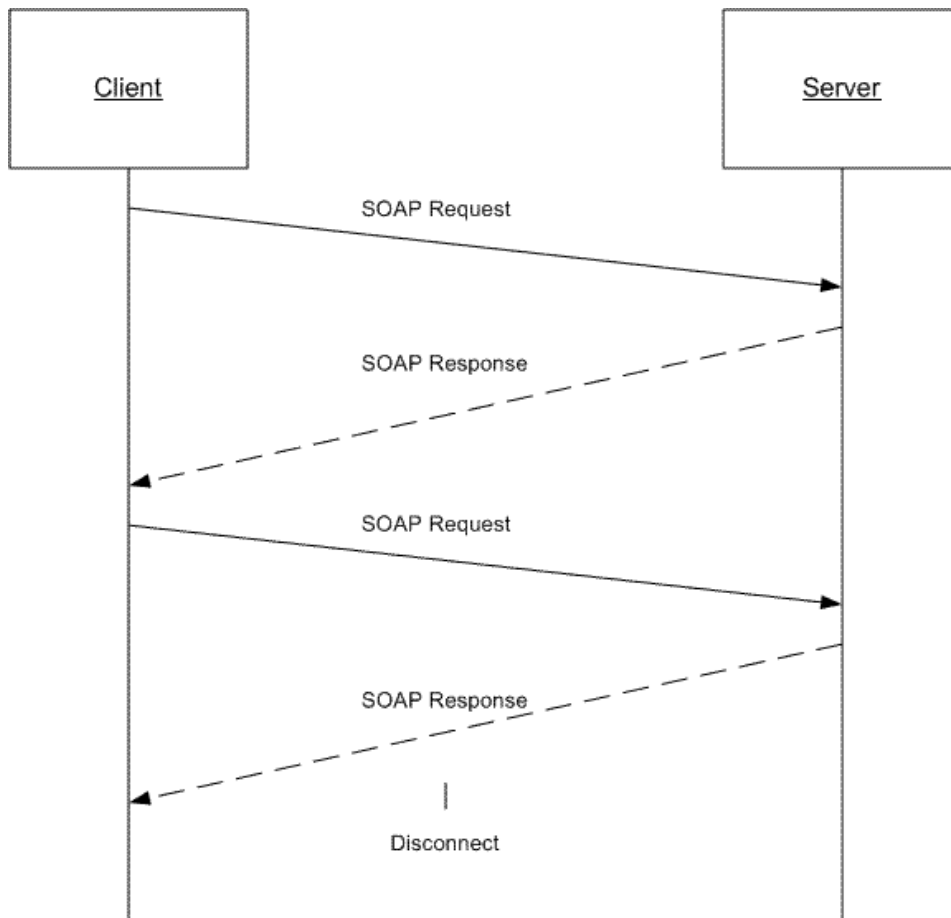 Client
Server
SOAP Request
SOAP Response
SOAP Request
SOAP Response
Disconnect